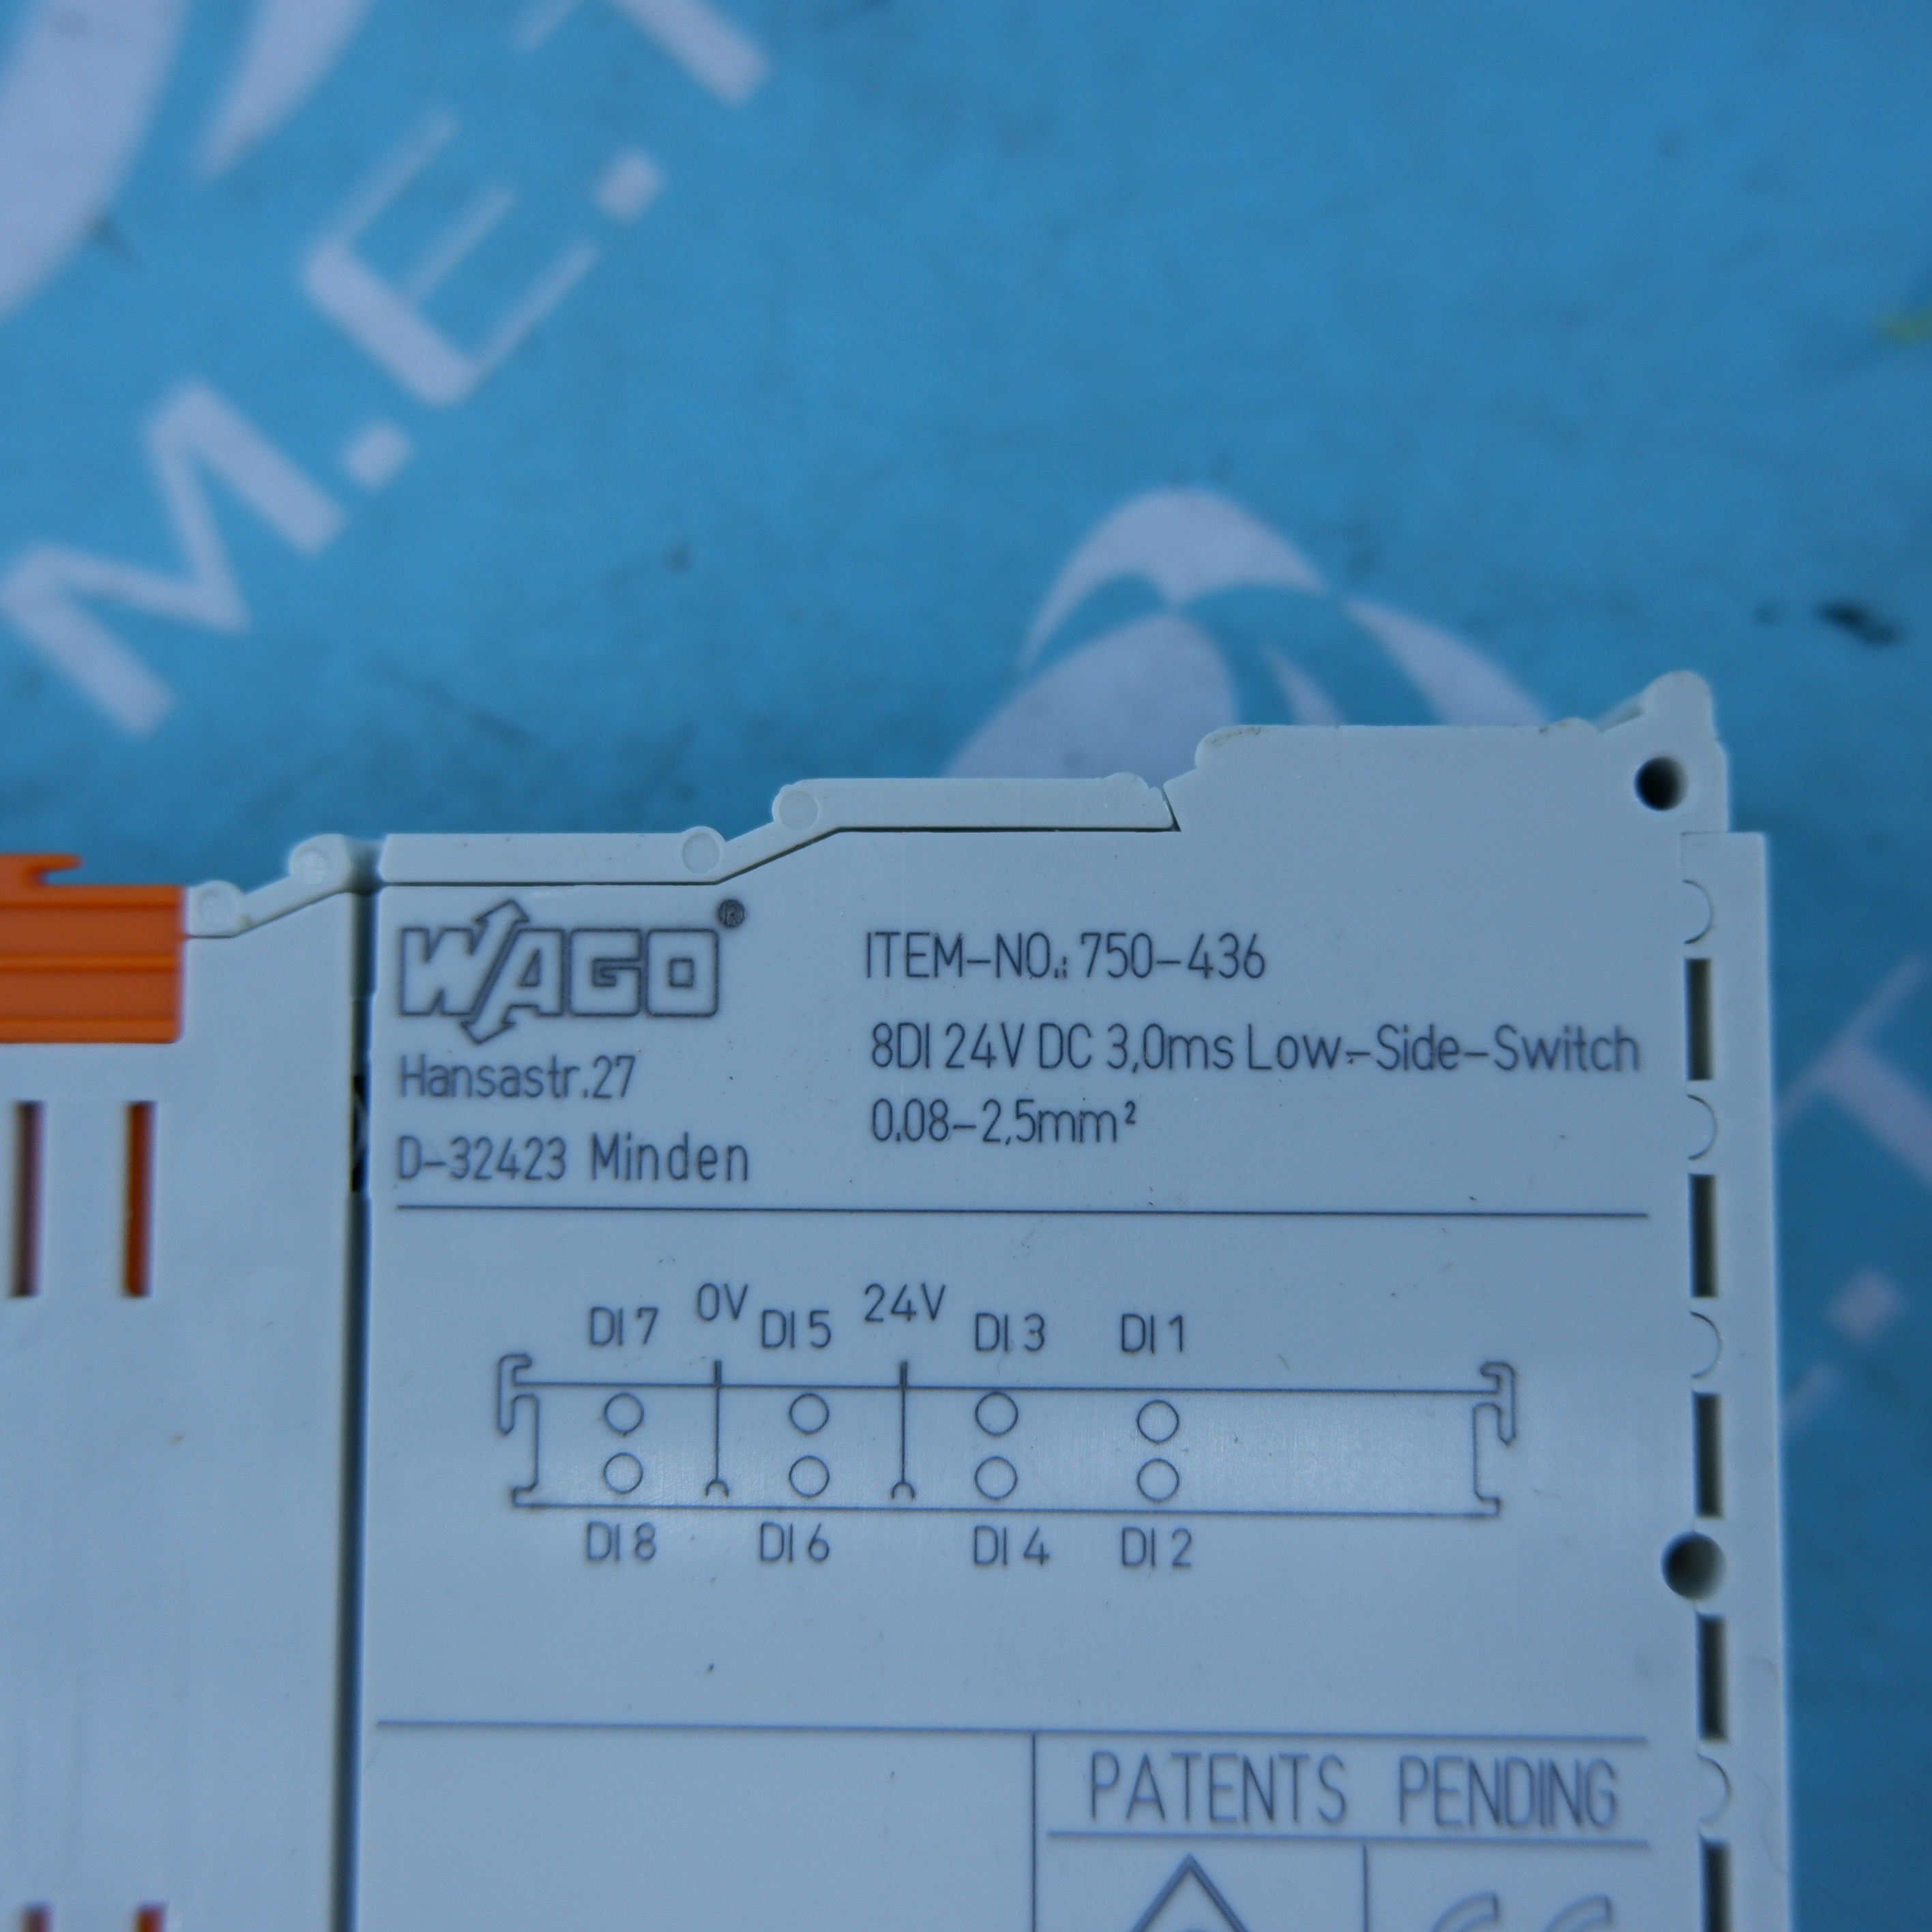 M.E.T
WAGO®
Hansastr.27
D-32423 Minden
ITEM-NO.: 750-436
8DI 24V DC 3,0ms Low-Side-Switch
0,08-2,5mm²
DI 7 0V DI 5 24V DI 3 DI 1
DI 8 DI 6 DI 4 DI 2
PATENTS PENDING
CE